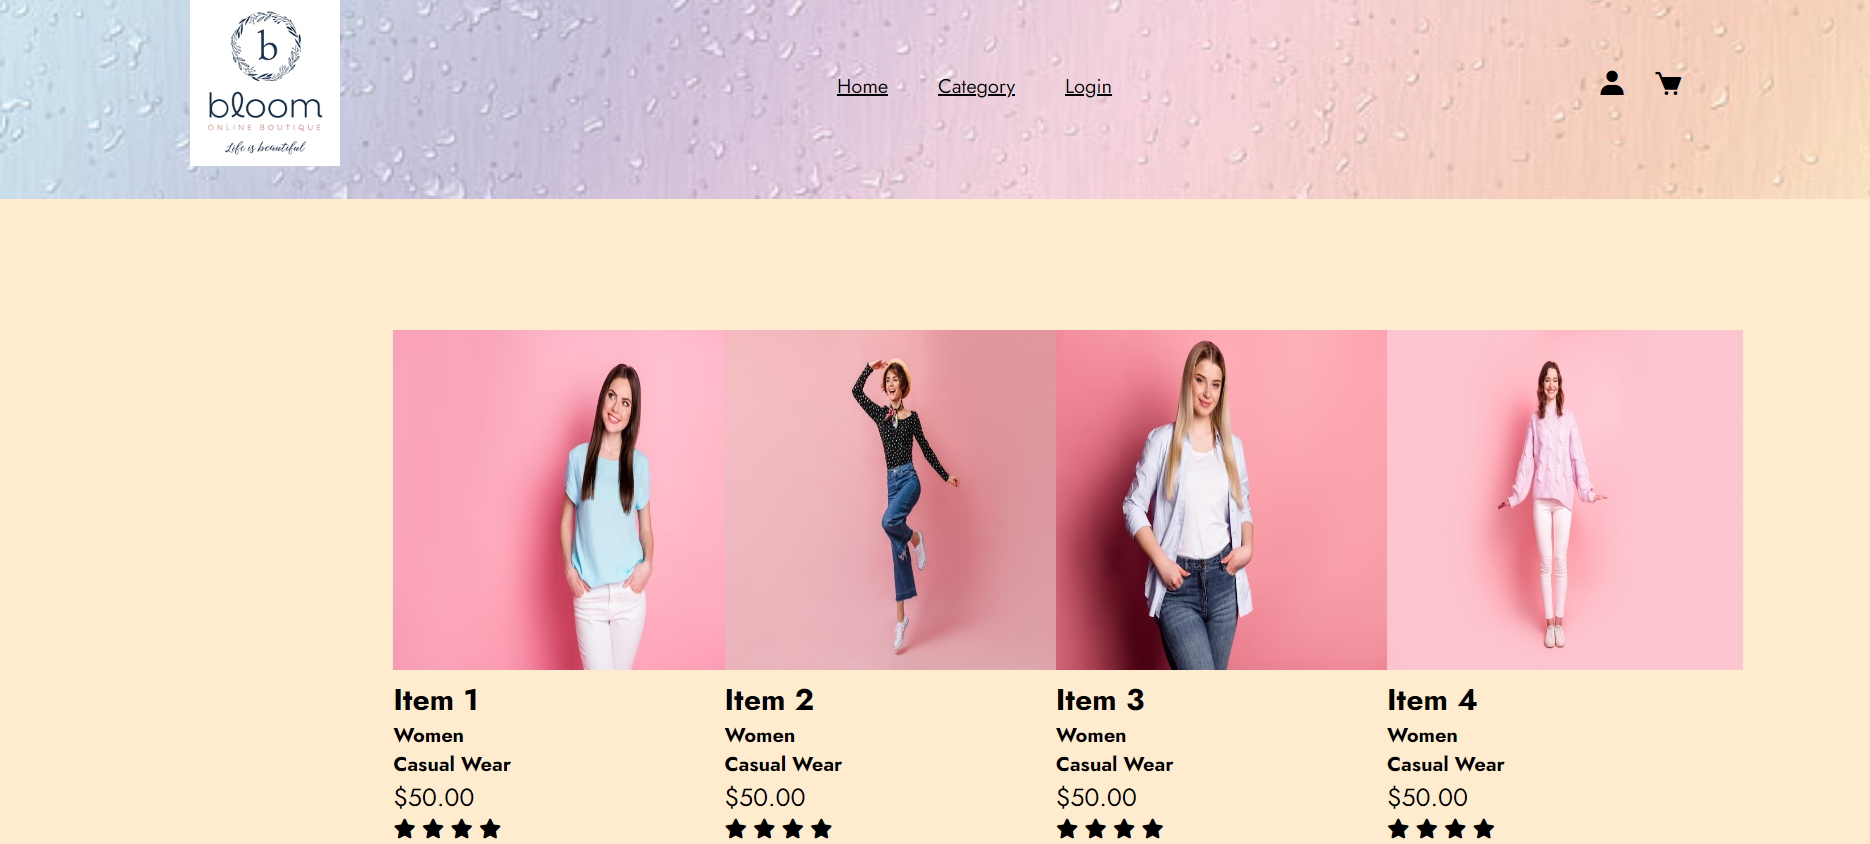 b
bloom
ONLINE BOUTIQUE
Life is beautiful
Home Category Login
Item 1
Women
Casual Wear
$50.00
Item 2
Women
Casual Wear
$50.00
Item 3
Women
Casual Wear
$50.00
Item 4
Women
Casual Wear
$50.00